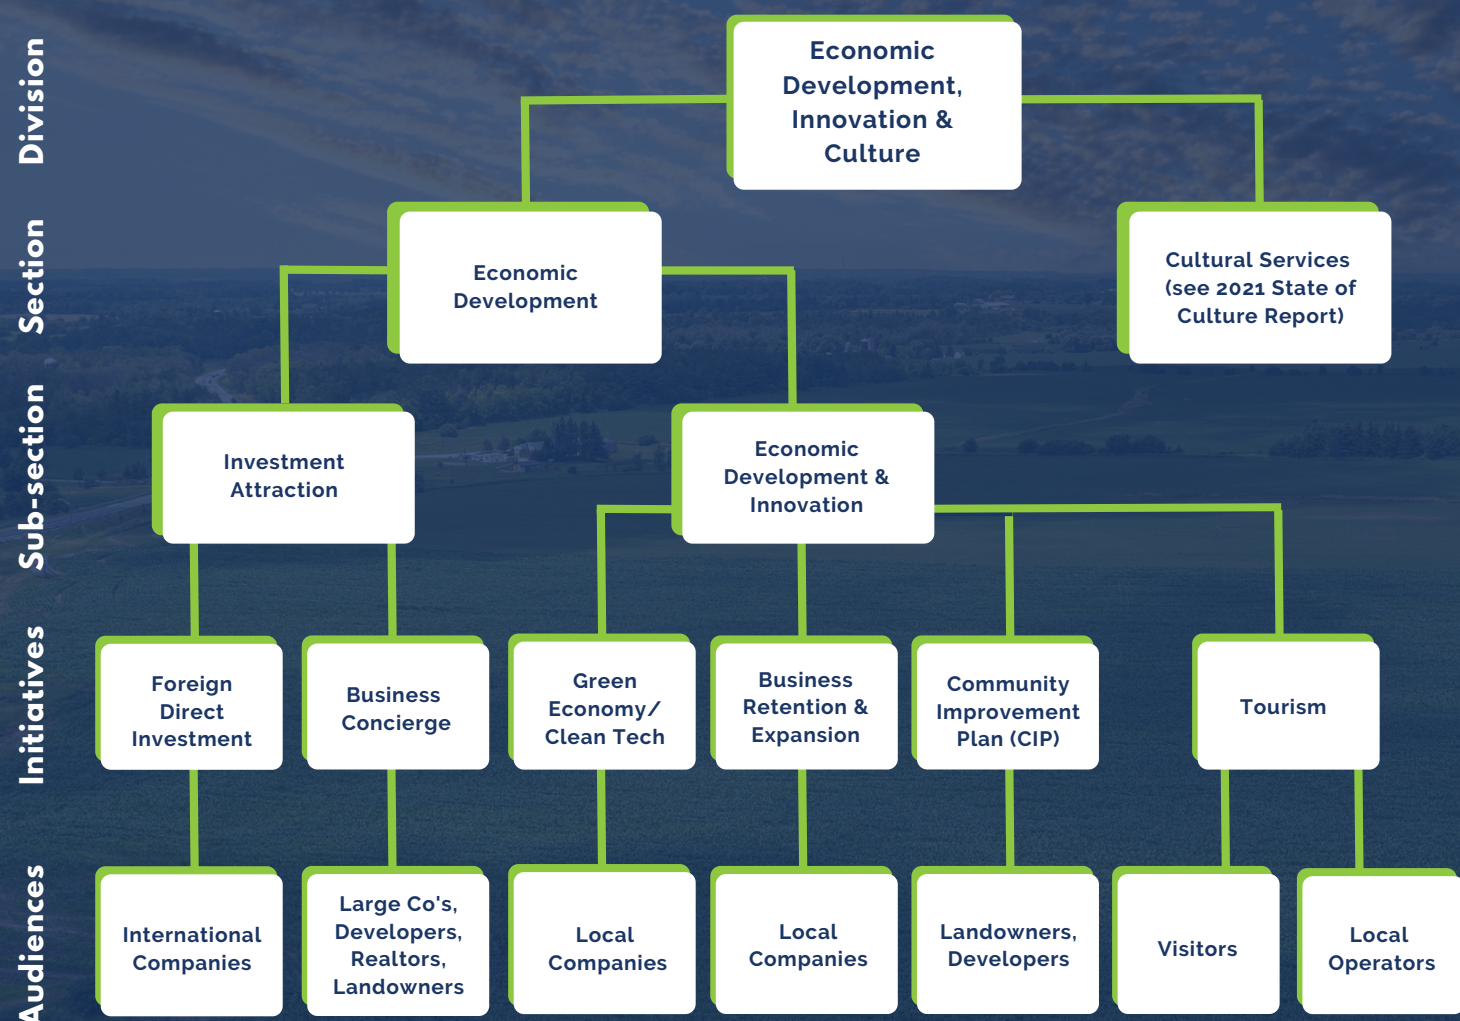 Division
Economic
Development,
Innovation &
Culture
Section
Economic
Development
Cultural Services
(see 2021 State of
Culture Report)
Sub-section
Investment
Attraction
Economic
Development &
Innovation
Initiatives
Foreign
Direct
Investment
Business
Concierge
Green
Economy/
Clean Tech
Business
Retention &
Expansion
Community
Improvement
Plan (CIP)
Tourism
Audiences
International
Companies
Large Co's,
Developers,
Realtors,
Landowners
Local
Companies
Local
Companies
Landowners,
Developers
Visitors
Local
Operators